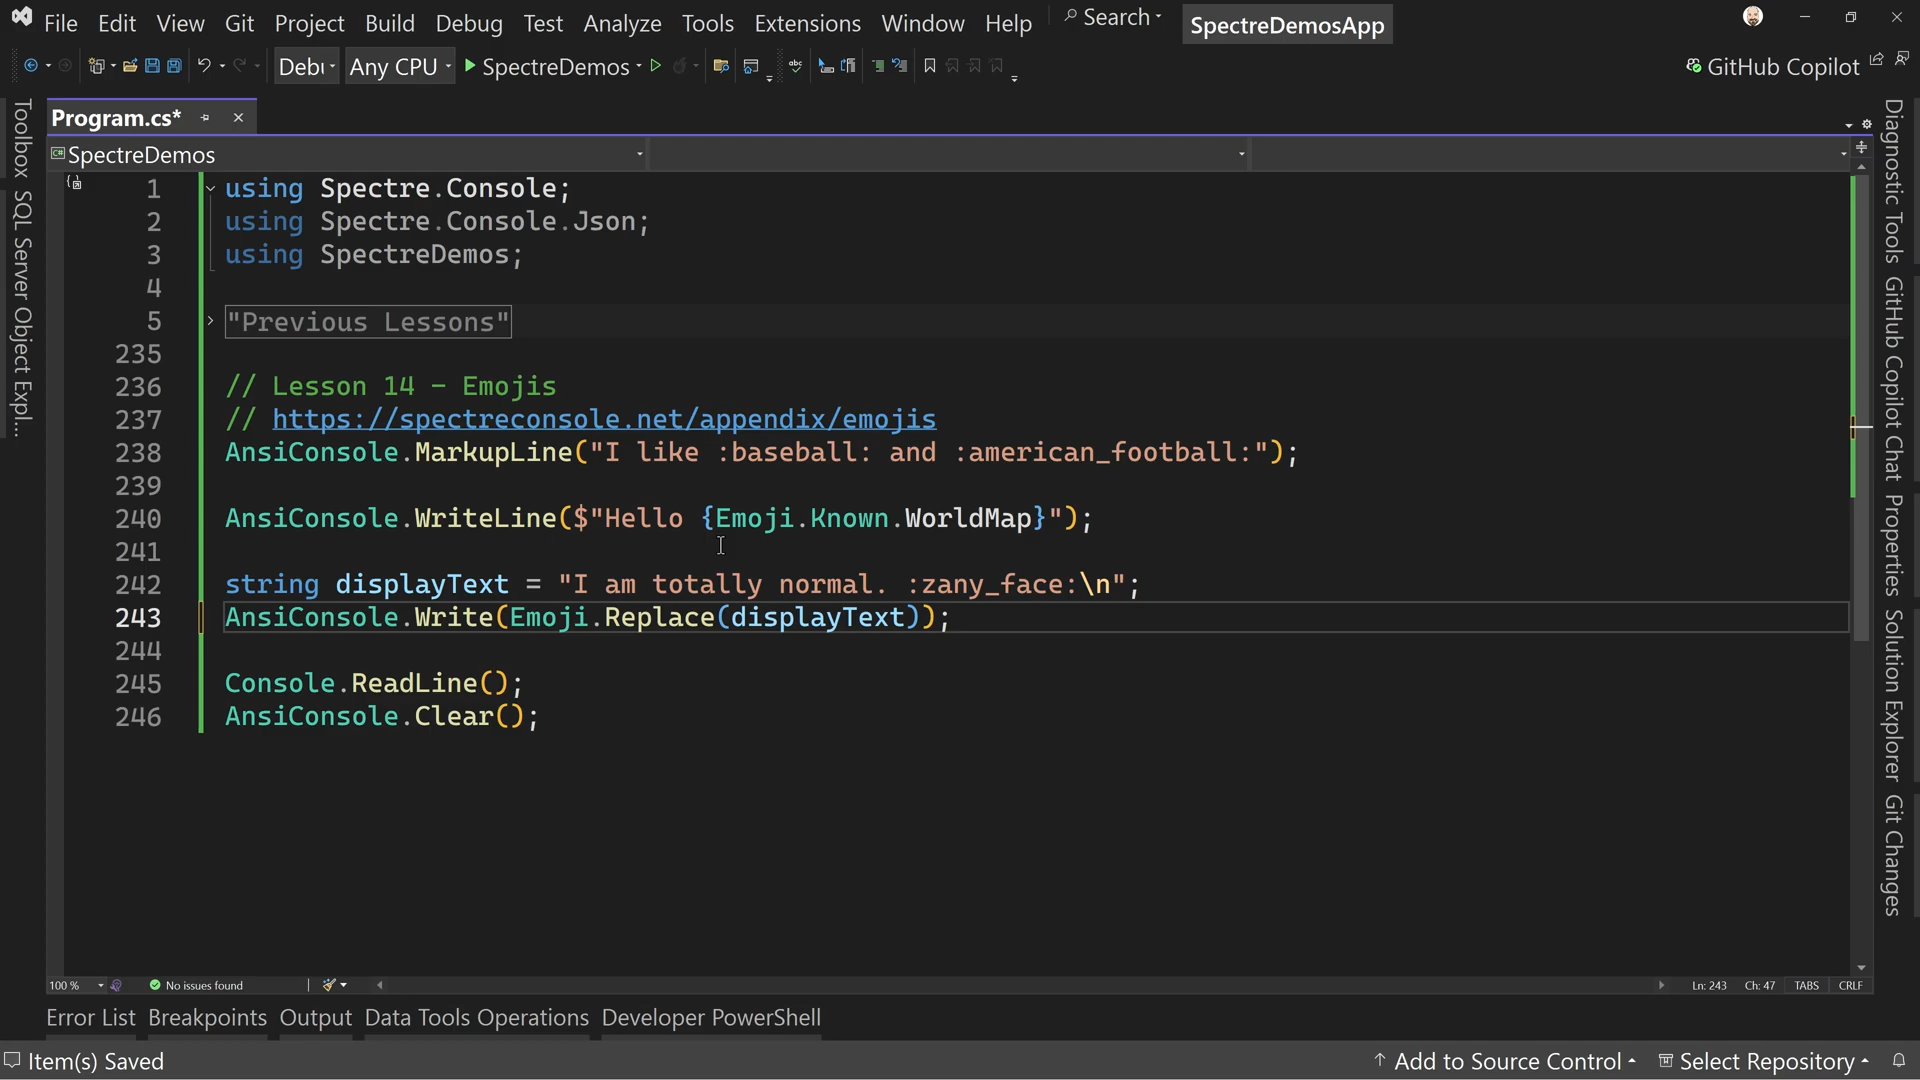 File Edit View Git Project Build Debug Test Analyze Tools Extensions Window Help Search SpectreDemosApp
Debu Any CPU SpectreDemos GitHub Copilot
Program.cs*
SpectreDemos
1 using Spectre.Console;
2 using Spectre.Console.Json;
3 using SpectreDemos;
4
5 "Previous Lessons"
235
236 // Lesson 14 - Emojis
237 // https://spectreconsole.net/appendix/emojis
238 AnsiConsole.MarkupLine("I like :baseball: and :american_football:");
239
240 AnsiConsole.WriteLine($"Hello {Emoji.Known.WorldMap}");
241
242 string displayText = "I am totally normal. :zany_face:\n";
243 AnsiConsole.Write(Emoji.Replace(displayText));
244
245 Console.ReadLine();
246 AnsiConsole.Clear();
Toolbox
SQL Server Object Expl...
Diagnostic Tools
GitHub Copilot Chat
Properties
Solution Explorer
Git Changes
100 % No issues found Ln: 243 Ch: 47 TABS CRLF
Error List Breakpoints Output Data Tools Operations Developer PowerShell
Item(s) Saved Add to Source Control Select Repository